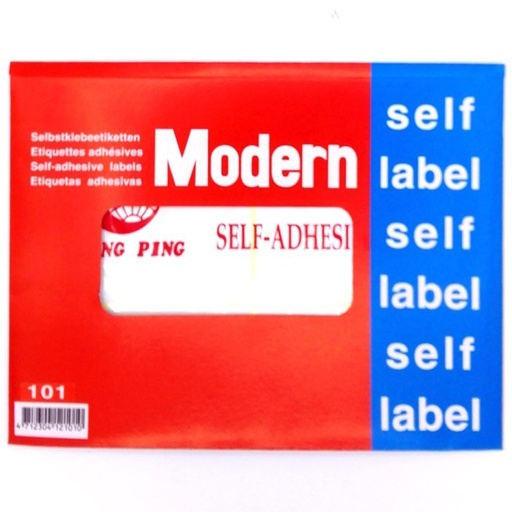 Selbstklebeetiketten
Etiquettes adhésives
Self-adhesive labels
Etiquetas adhesivas
Modern
NG PING
SELF-ADHESI
self
label
self
label
self
label
101
4712304121010